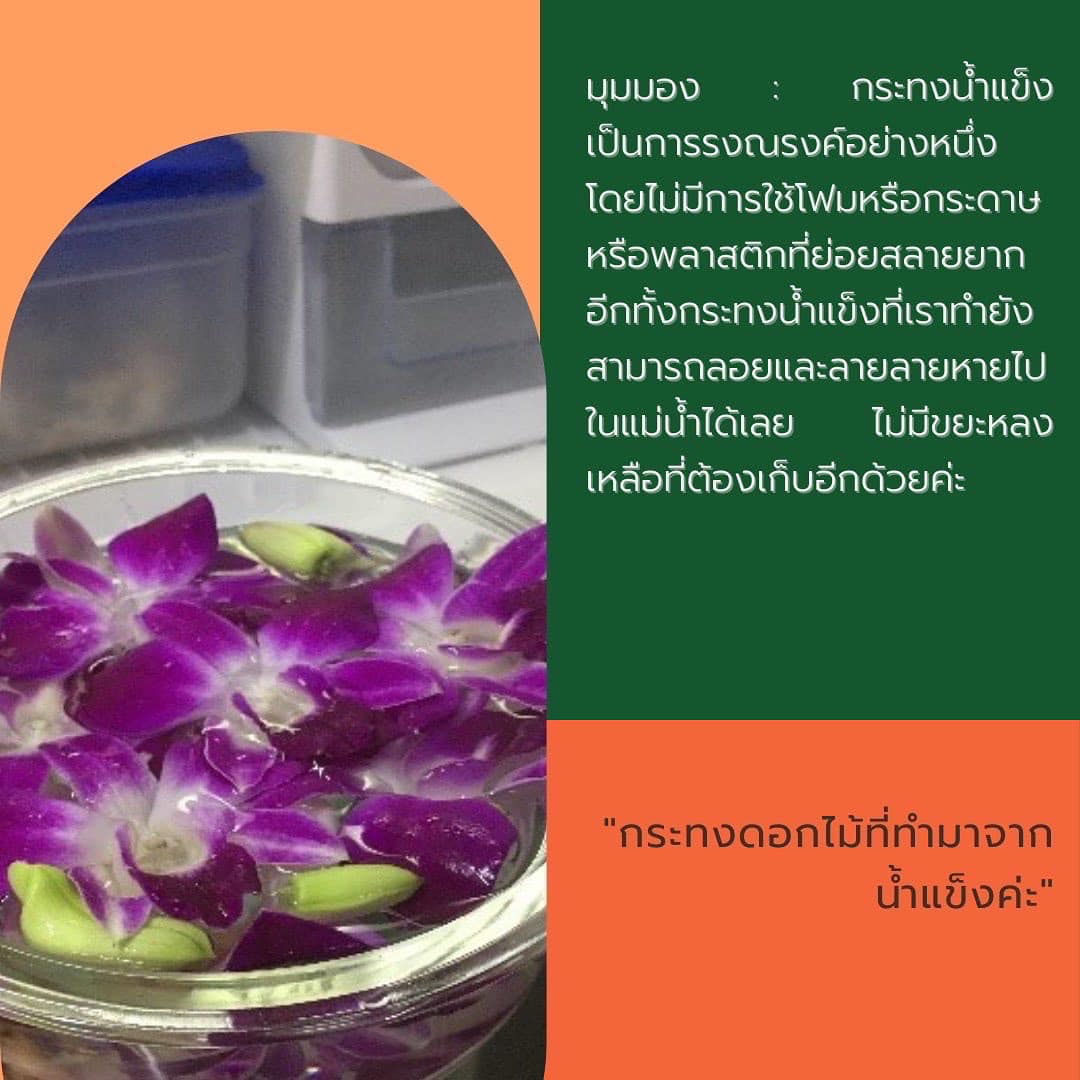 มุมมอง : กระทงน้ำแข็ง
เป็นการรงณรงค์อย่างหนึ่ง
โดยไม่มีการใช้โฟมหรือกระดาษ
หรือพลาสติกที่ย่อยสลายยาก
อีกทั้งกระทงน้ำแข็งที่เราทำยัง
สามารถลอยและลายลายหายไป
ในแม่น้ำได้เลย ไม่มีขยะหลง
เหลือที่ต้องเก็บอีกด้วยค่ะ
"กระทงดอกไม้ที่ทำมาจาก
น้ำแข็งค่ะ"